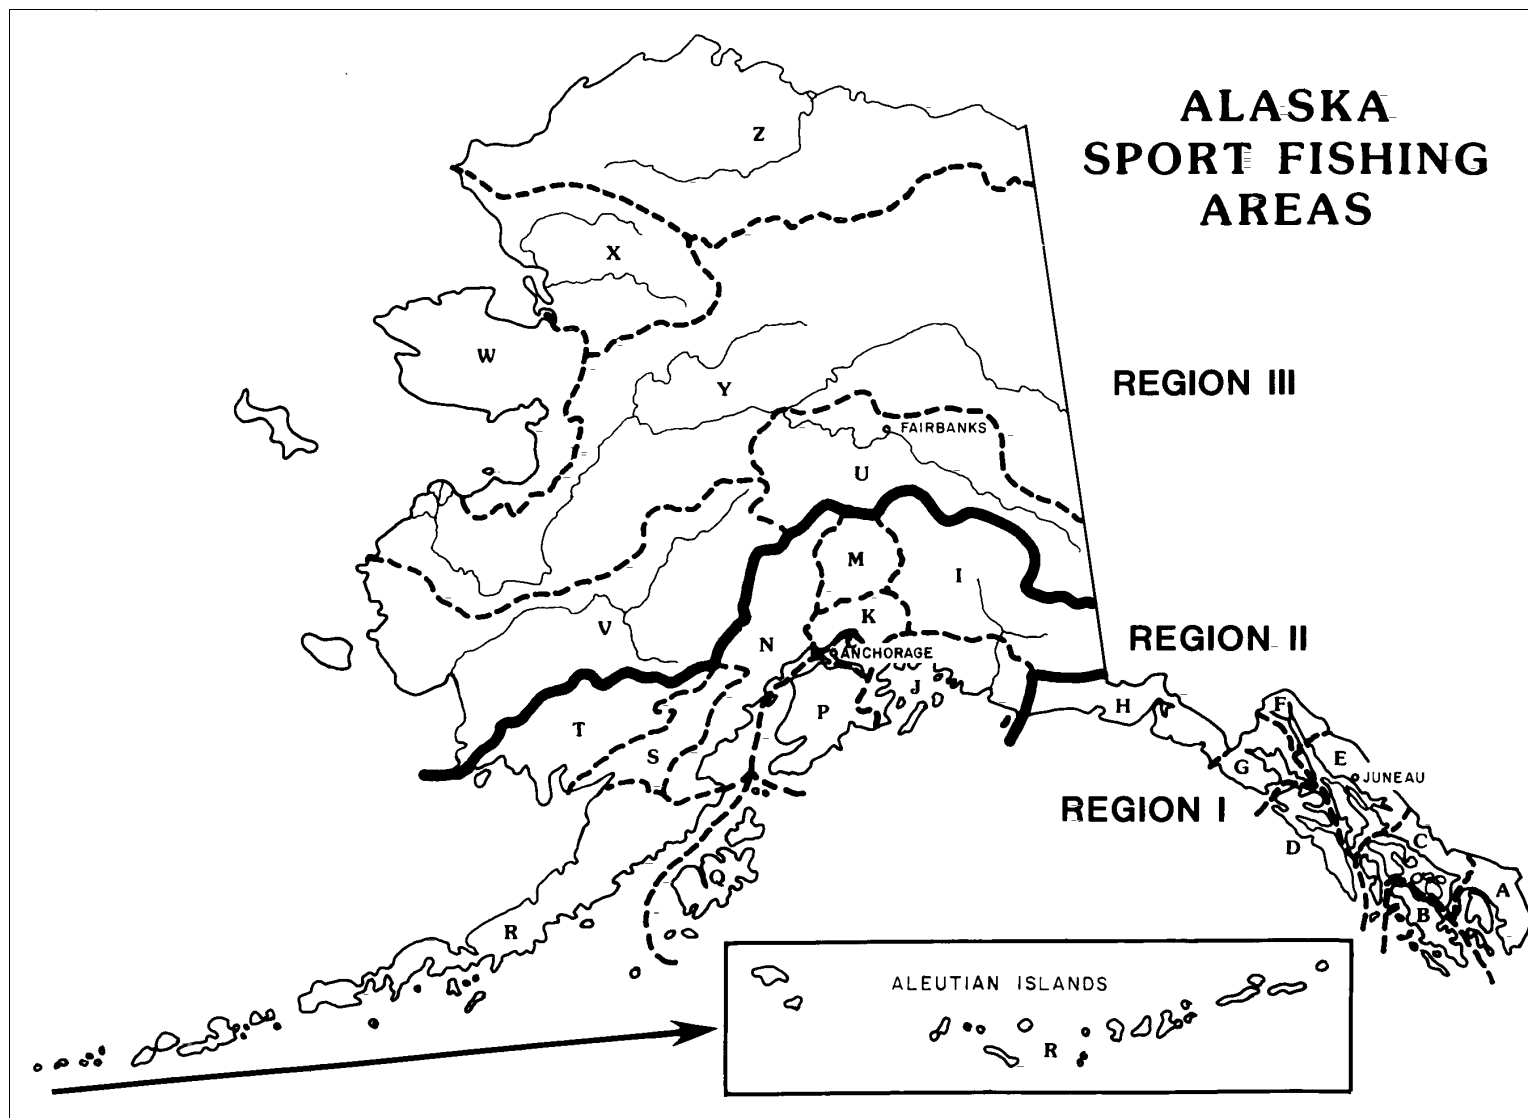 ALASKA
SPORT FISHING
AREAS
Z
X
W
Y
REGION III
FAIRBANKS
U
M
I
K
V
N
REGION II
ANCHORAGE
J
H
P
T
S
F
E
G
JUNEAU
REGION I
D
C
A
Q
B
R
ALEUTIAN ISLANDS
R